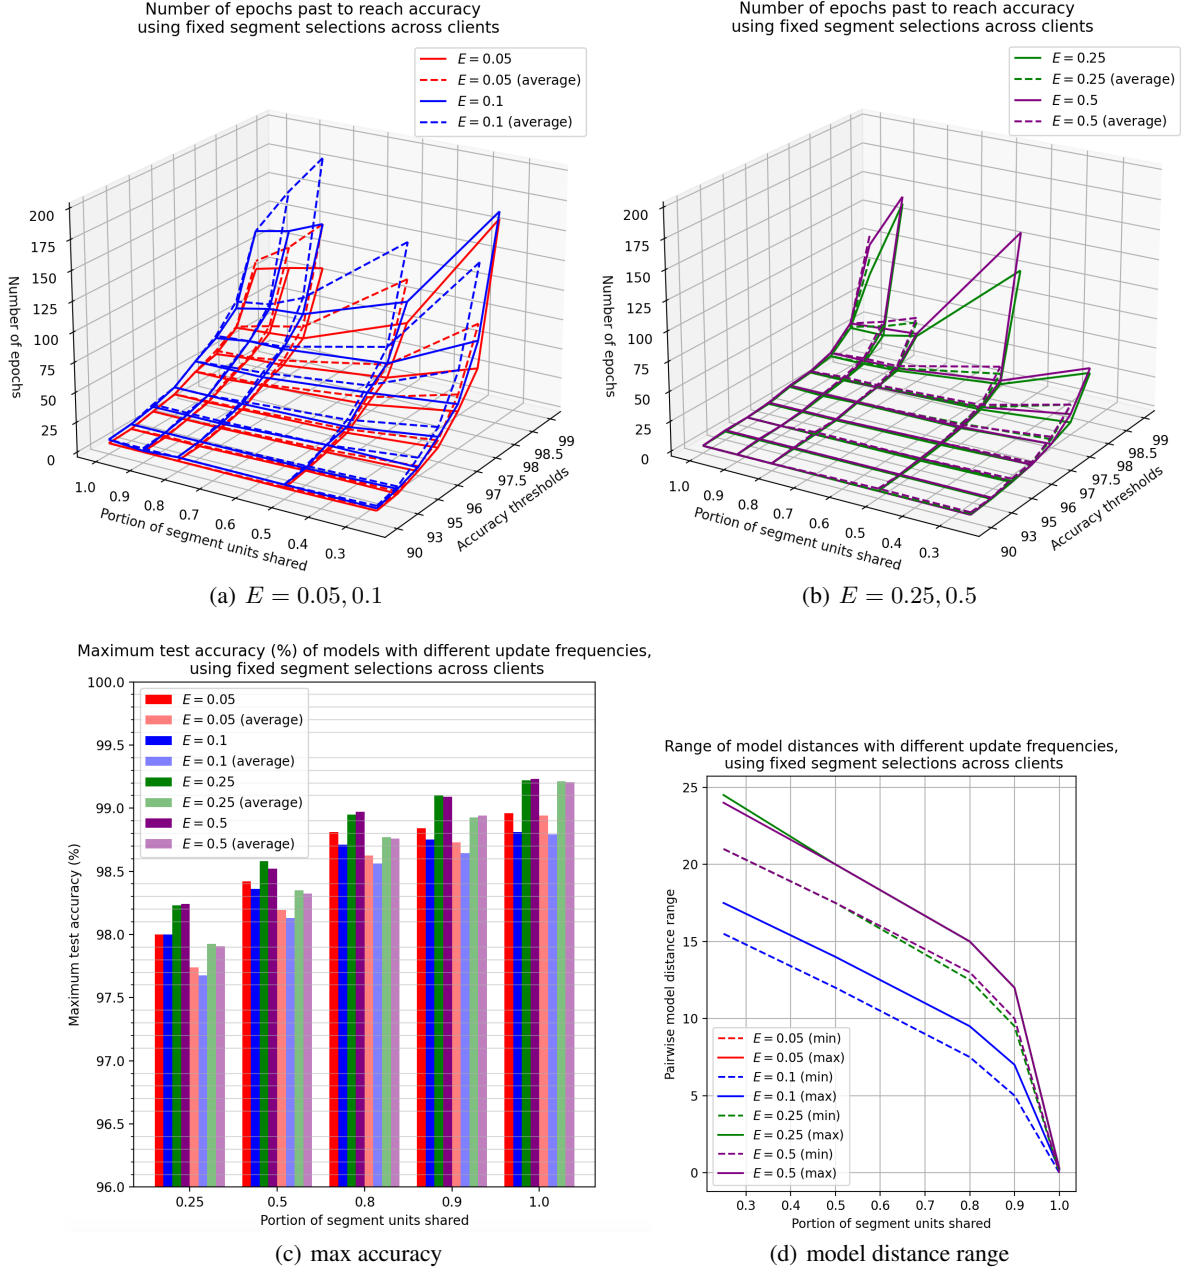 Number of epochs past to reach accuracy
using fixed segment selections across clients
E = 0.05
E = 0.05 (average)
E = 0.1
E = 0.1 (average)
200
175
150
125
100
75
50
25
0
Number of epochs
1.0
0.9
0.8
0.7
0.6
0.5
0.4
0.3
Portion of segment units shared
90
93
95
96
97
97.5
98
98.5
99
Accuracy thresholds
(a) E = 0.05, 0.1
Number of epochs past to reach accuracy
using fixed segment selections across clients
E = 0.25
E = 0.25 (average)
E = 0.5
E = 0.5 (average)
200
175
150
125
100
75
50
25
0
Number of epochs
1.0
0.9
0.8
0.7
0.6
0.5
0.4
0.3
Portion of segment units shared
90
93
95
96
97
97.5
98
98.5
99
Accuracy thresholds
(b) E = 0.25, 0.5
Maximum test accuracy (%) of models with different update frequencies,
using fixed segment selections across clients
E = 0.05
E = 0.05 (average)
E = 0.1
E = 0.1 (average)
E = 0.25
E = 0.25 (average)
E = 0.5
E = 0.5 (average)
100.0
99.5
99.0
98.5
98.0
97.5
97.0
96.5
96.0
Maximum test accuracy (%)
0.25 0.5 0.8 0.9 1.0
Portion of segment units shared
(c) max accuracy
Range of model distances with different update frequencies,
using fixed segment selections across clients
25
20
15
10
5
0
Pairwise model distance range
E = 0.05 (min)
E = 0.05 (max)
E = 0.1 (min)
E = 0.1 (max)
E = 0.25 (min)
E = 0.25 (max)
E = 0.5 (min)
E = 0.5 (max)
0.3 0.4 0.5 0.6 0.7 0.8 0.9 1.0
Portion of segment units shared
(d) model distance range